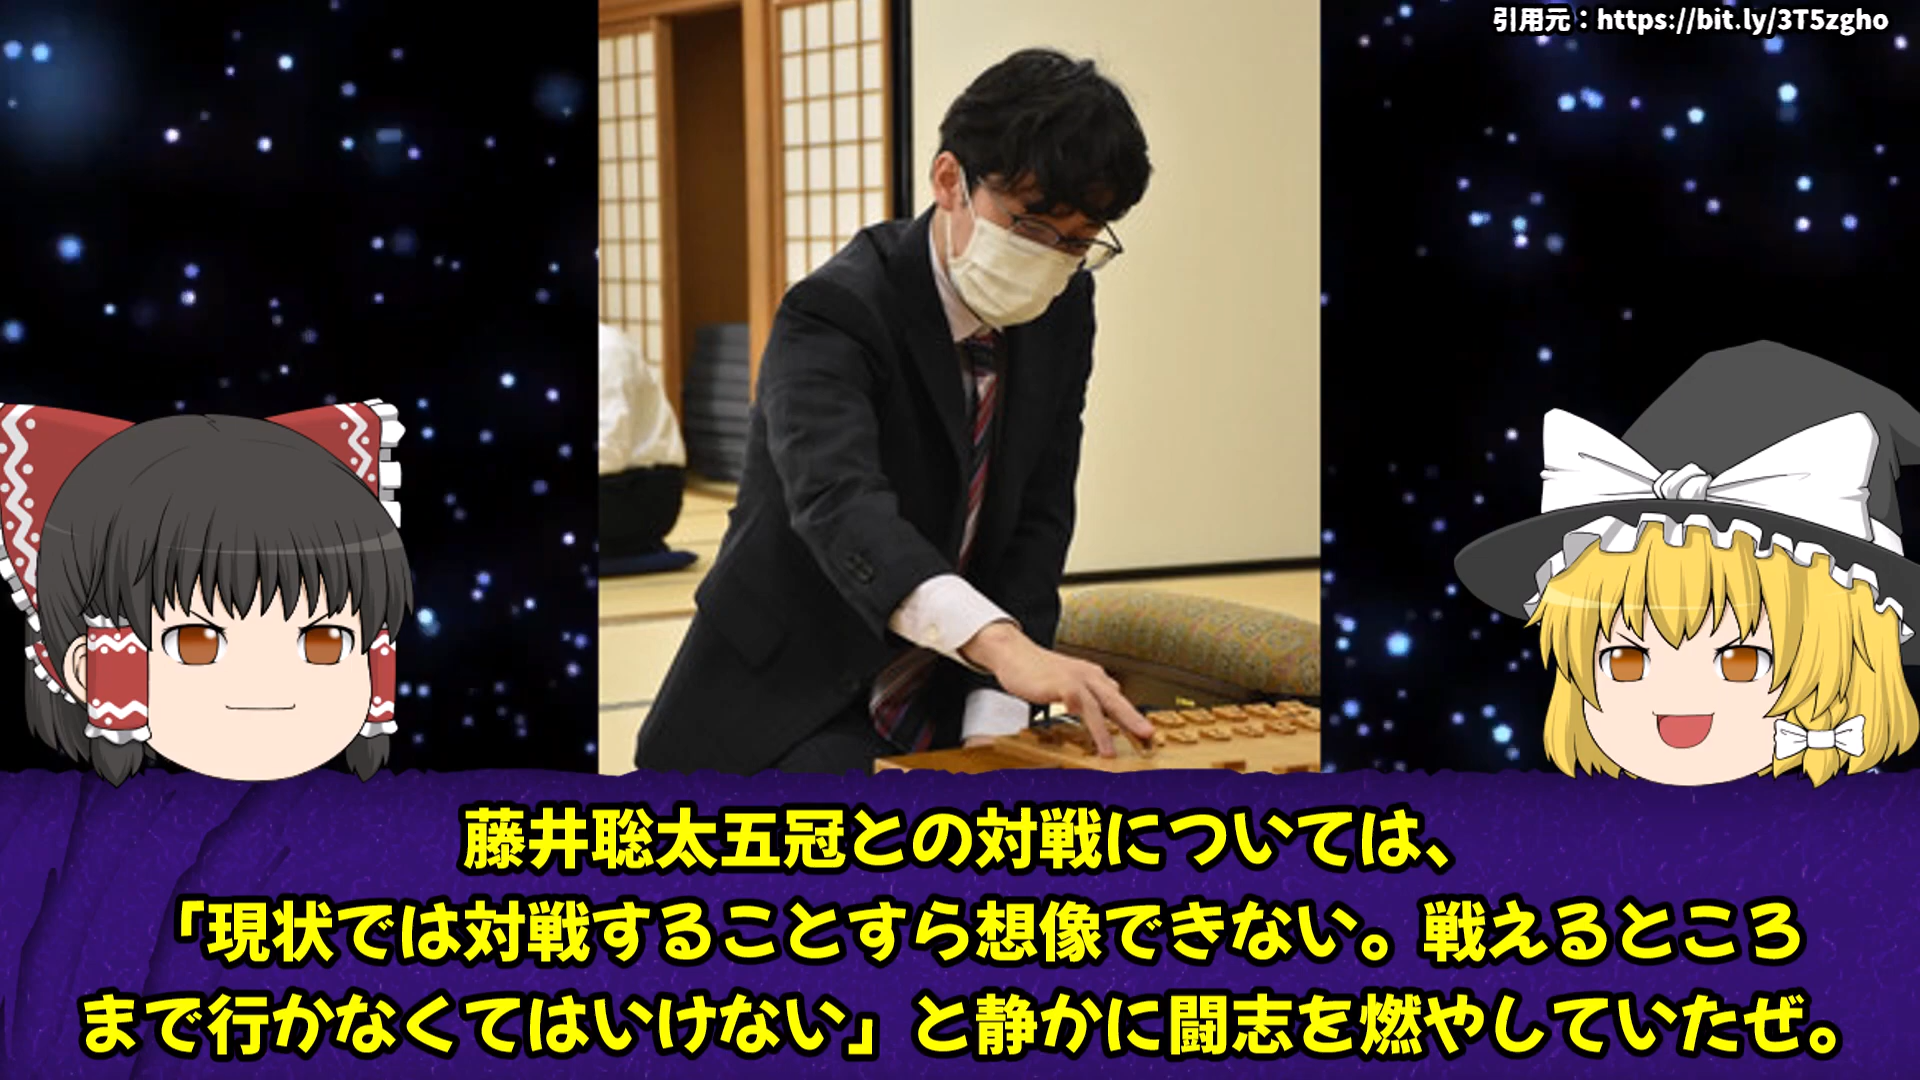 引用元：https://bit.ly/3T5zgho
藤井聡太五冠との対戦については、
「現状では対戦することすら想像できない。戦えるところ
まで行かなくてはいけない」と静かに闘志を燃やしていたぜ。